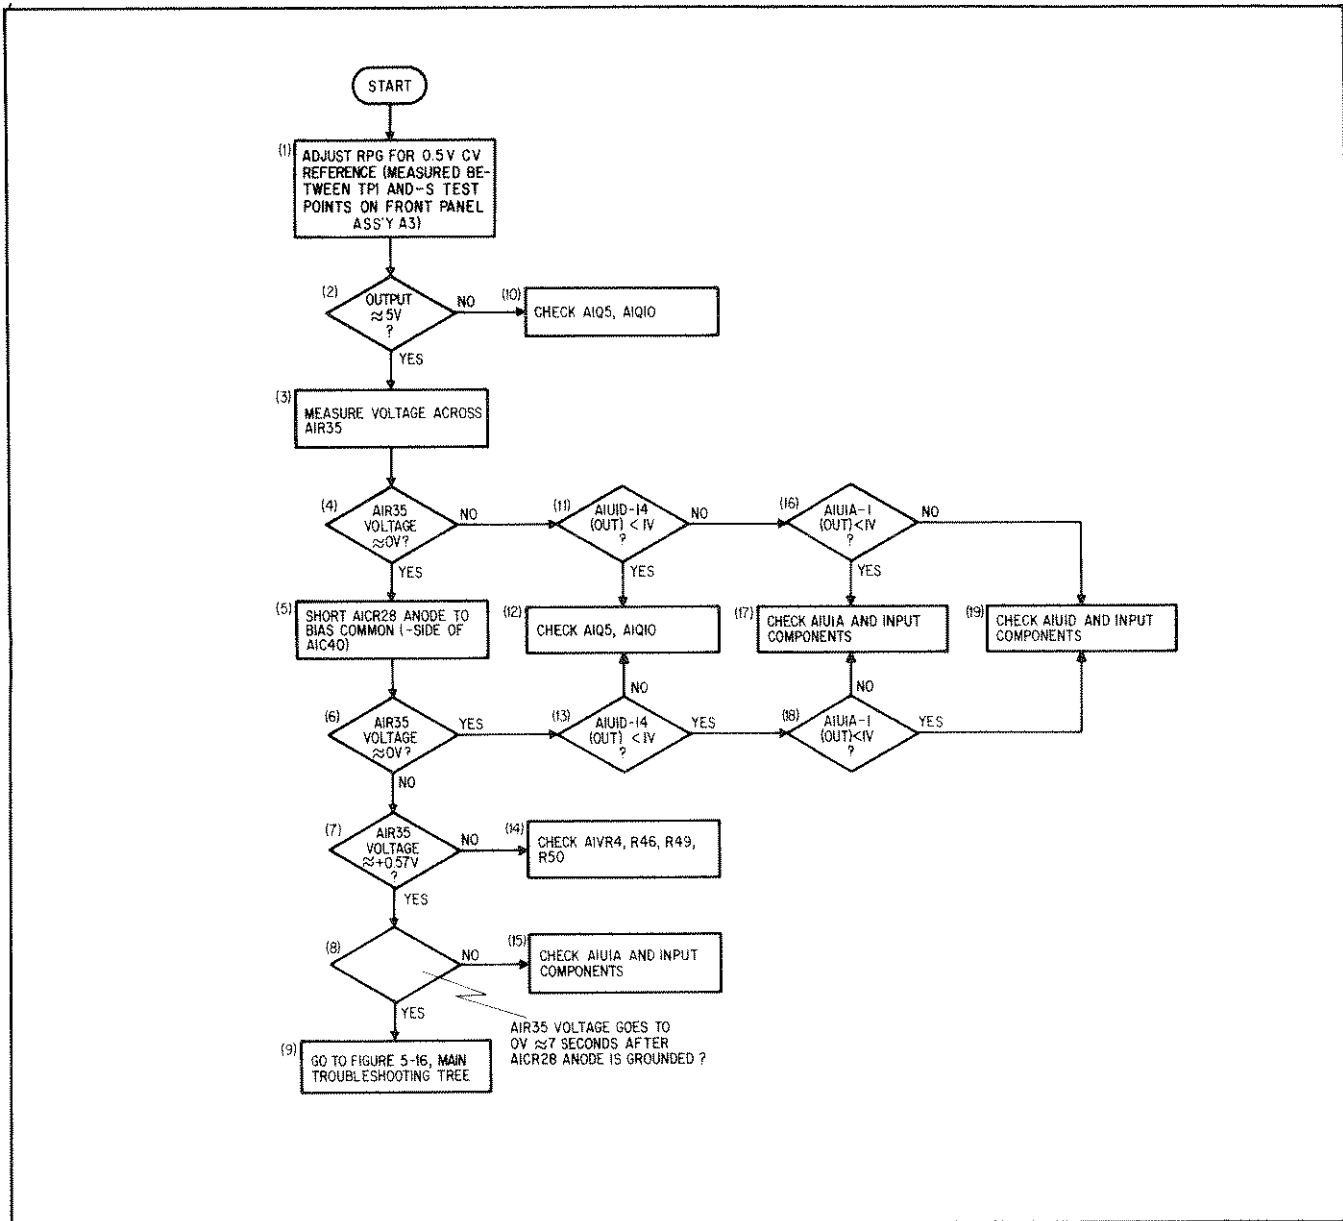 START
(1)
ADJUST RPG FOR 0.5V CV
REFERENCE (MEASURED BE-
TWEEN TP1 AND-S TEST
POINTS ON FRONT PANEL
ASS'Y A3)
(2)
OUTPUT
≈5V
?
NO
YES
(10)
CHECK A1Q5, A1Q10
(3)
MEASURE VOLTAGE ACROSS
A1R35
(4)
A1R35
VOLTAGE
≈0V?
NO
YES
(11)
A1U1D-14
(OUT) < 1V
?
NO
YES
(16)
A1U1A-1
(OUT)<1V
?
NO
YES
(5)
SHORT A1CR28 ANODE TO
BIAS COMMON (-SIDE OF
A1C40)
(12)
CHECK A1Q5, A1Q10
(17)
CHECK A1U1A AND INPUT
COMPONENTS
(19)
CHECK A1U1D AND INPUT
COMPONENTS
(6)
A1R35
VOLTAGE
≈0V?
YES
NO
(13)
A1U1D-14
(OUT) <1V
?
NO
YES
(18)
A1U1A-1
(OUT)<1V
?
NO
YES
(7)
A1R35
VOLTAGE
≈+0.57V
?
NO
YES
(14)
CHECK A1VR4, R46, R49,
R50
(8)
NO
YES
(15)
CHECK A1U1A AND INPUT
COMPONENTS
A1R35 VOLTAGE GOES TO
0V ≈7 SECONDS AFTER
A1CR28 ANODE IS GROUNDED ?
(9)
GO TO FIGURE 5-16, MAIN
TROUBLESHOOTING TREE